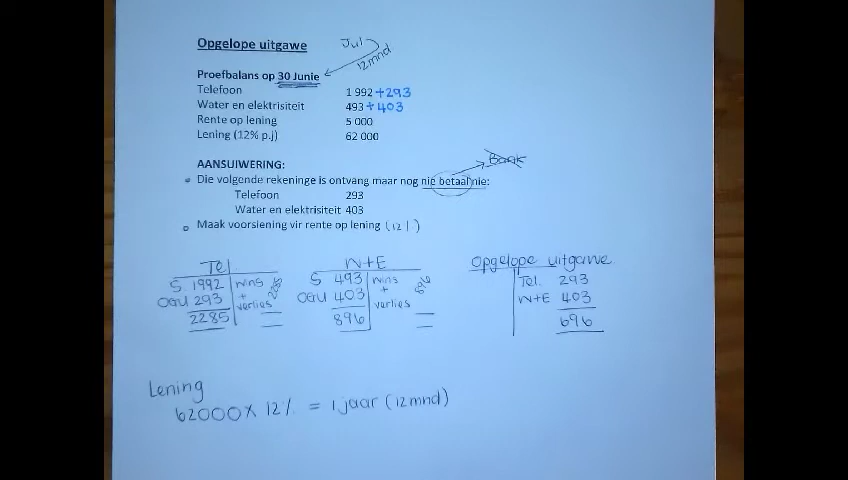 Opgelope uitgawe
Jul
12mnd
Proefbalans op 30 Junie
Telefoon 1 992 +293
Water en elektrisiteit 493 +403
Rente op lening 5 000
Lening (12% p.j) 62 000
AANSUIWERING:
Bank
Die volgende rekeninge is ontvang maar nog nie betaal nie:
Telefoon 293
Water en elektrisiteit 403
Maak voorsiening vir rente op lening (12 | )
Tel
S 1992 wins 2285
OGU 293 + verlies
2285
W+E
S 493 wins 896
OGU 403 + verlies
896
Opgelope uitgawe
Tel. 293
W+E 403
696
Lening
62000 x 12% = 1 jaar (12mnd)